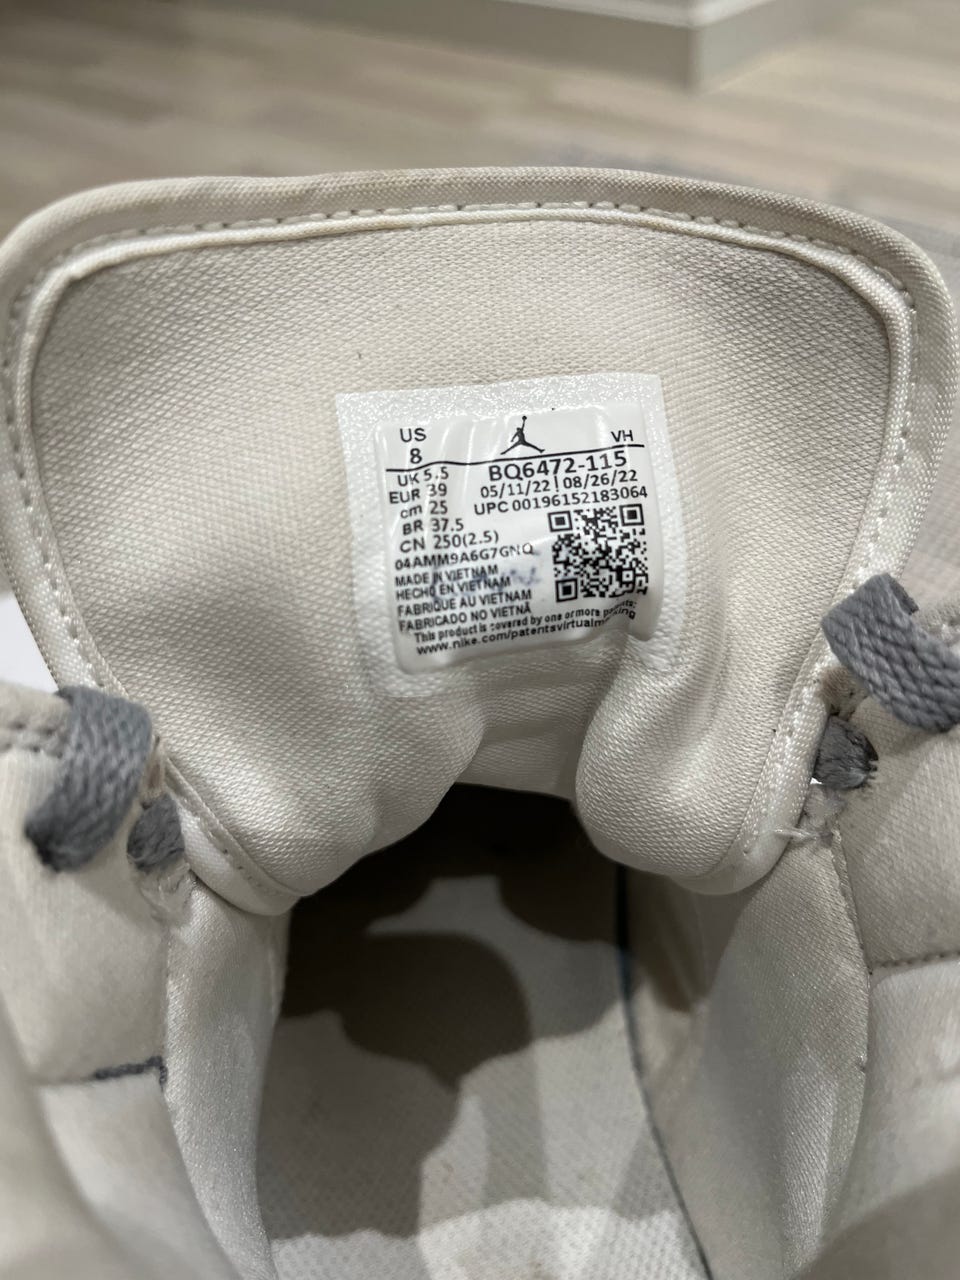 US
8
VH
UK 5.5
EUR 39
cm 25
BR 37.5
CN 250(2.5)
BQ6472-115
05/11/22 | 08/26/22
UPC 00196152183064
04AMM9A6G7GNQ
MADE IN VIETNAM
HECHO EN VIETNAM
FABRIQUE AU VIETNAM
FABRICADO NO VIETNÃ
This product is covered by one or more patents:
www.nike.com/patentsvirtualmarking